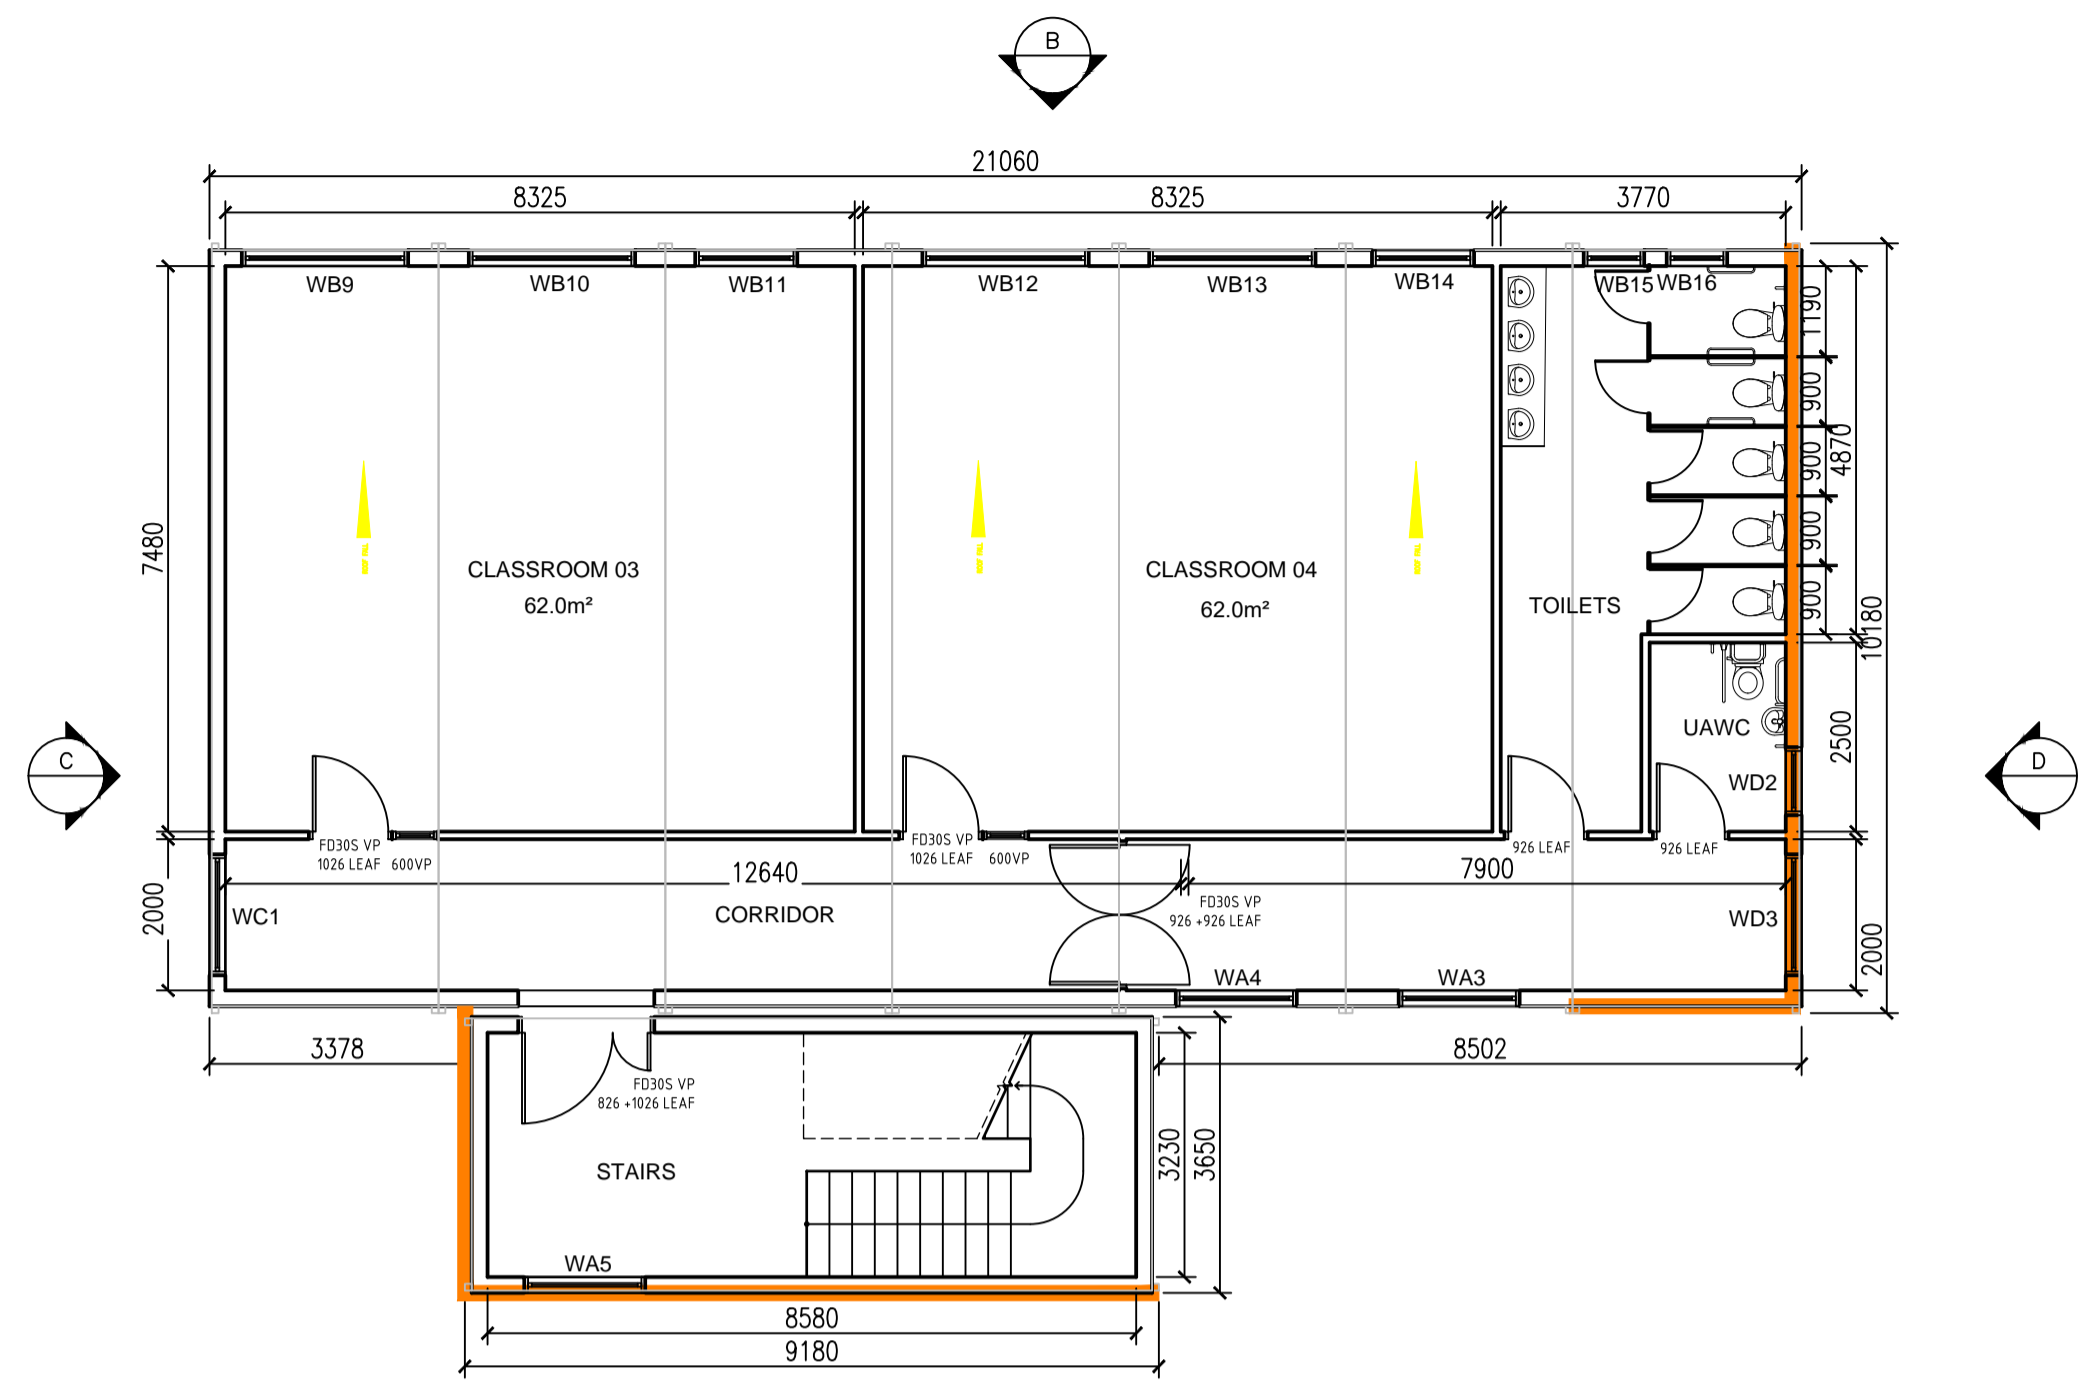 B
21060
8325
8325
3770
WB9
WB10
WB11
WB12
WB13
WB14
WB15
WB16
1190
900
900
900
900
4870
10180
7480
CLASSROOM 03
62.0m²
CLASSROOM 04
62.0m²
TOILETS
UAWC
2500
WD2
C
D
FD30S VP
1026 LEAF 600VP
FD30S VP
1026 LEAF 600VP
926 LEAF
926 LEAF
12640
7900
2000
WC1
CORRIDOR
FD30S VP
926 +926 LEAF
WD3
2000
WA4
WA3
3378
8502
FD30S VP
826 +1026 LEAF
STAIRS
3230
3650
WA5
8580
9180